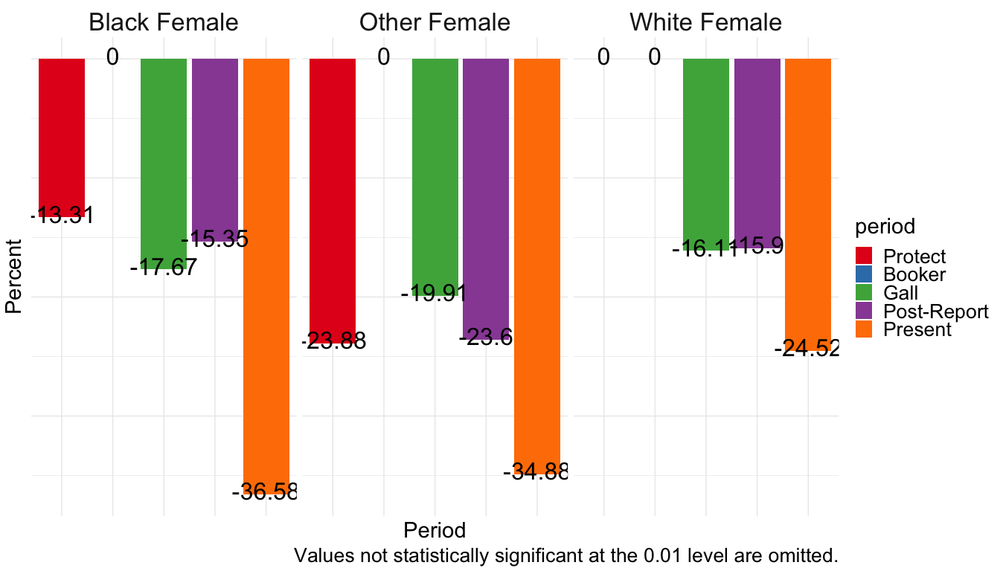 Black Female
Other Female
White Female
0
0
0
0
-13.31
-17.67
-15.35
-36.58
-23.88
-19.91
-23.6
-34.88
-16.11
-15.9
-24.52
Percent
Period
Values not statistically significant at the 0.01 level are omitted.
period
Protect
Booker
Gall
Post-Report
Present